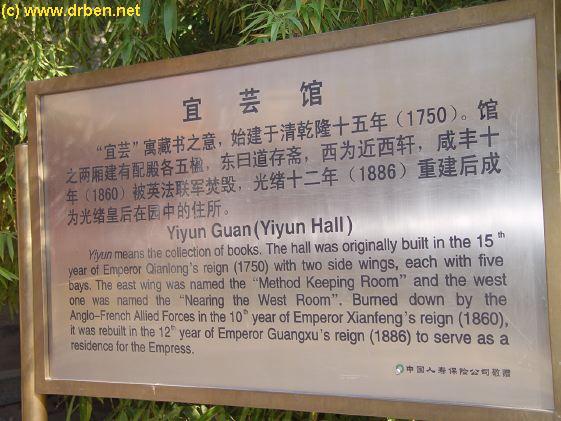 (c) www.drben.net
宜芸馆
“宜芸”寓藏书之意，始建于清乾隆十五年（1750）。馆
之两厢建有配殿各五楹，东曰道存斋，西为近西轩，咸丰十
年（1860）被英法联军焚毁，光绪十二年（1886）重建后成
为光绪皇后在园中的住所。
Yiyun Guan(Yiyun Hall)
Yiyun means the collection of books. The hall was originally built in the 15th
year of Emperor Qianlong's reign (1750) with two side wings, each with five
bays. The east wing was named the “Method Keeping Room” and the west
one was named the “Nearing the West Room”. Burned down by the
Anglo–French Allied Forces in the 10th year of Emperor Xianfeng's reign (1860),
it was rebuilt in the 12th year of Emperor Guangxu's reign (1886) to serve as a
residence for the Empress.
中国人寿保险公司敬赠